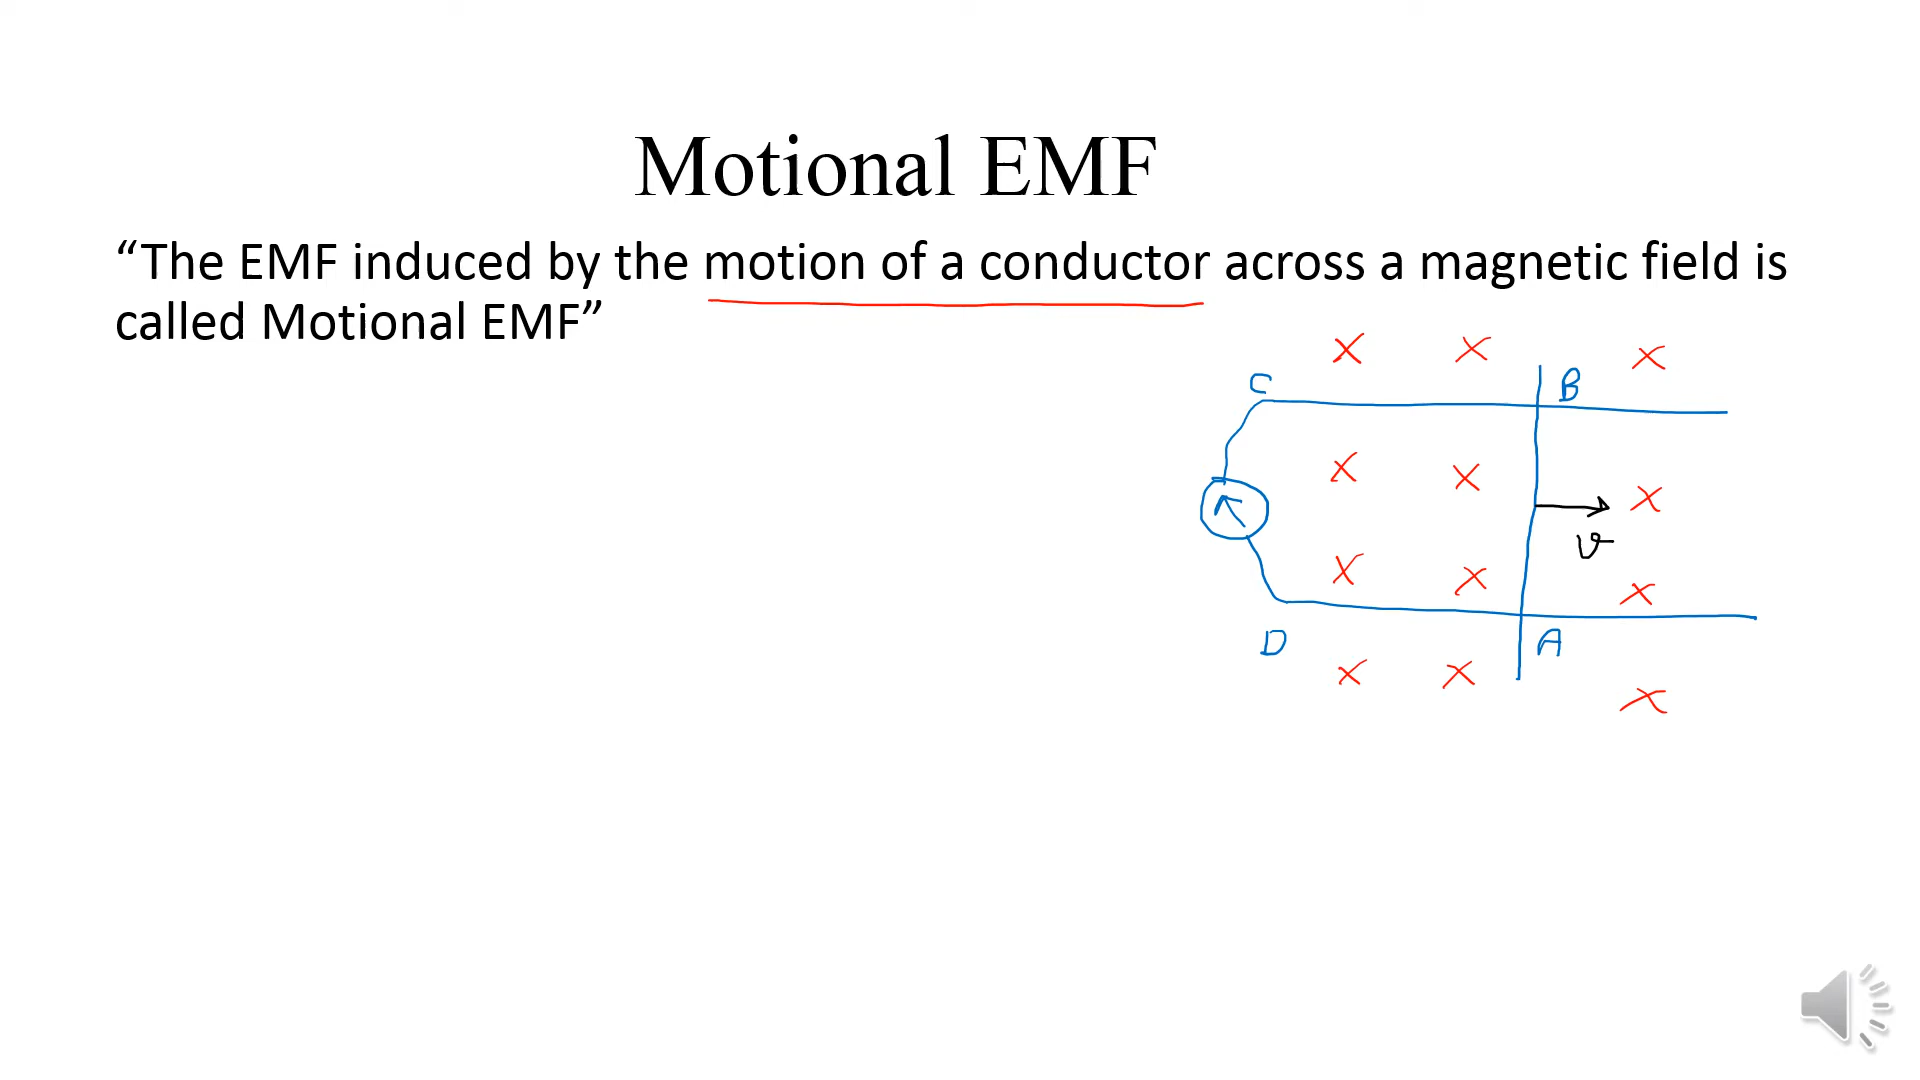 Motional EMF
“The EMF induced by the motion of a conductor across a magnetic field is
called Motional EMF”
x x x
C B
x x x
v
x x x
D A
x x x